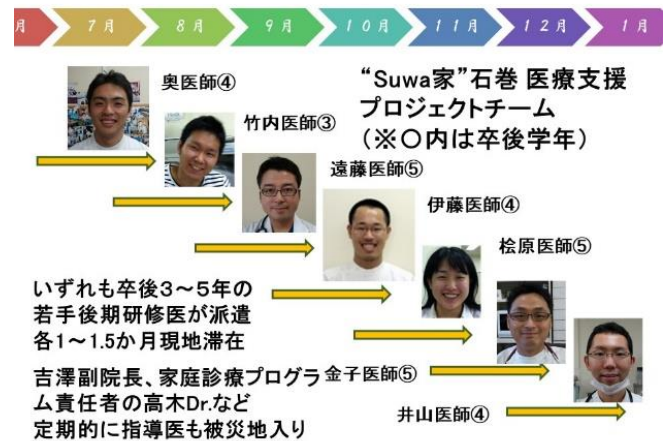 月 7月 8月 9月 10月 11月 12月 1月
奥医師④
“Suwa家”石巻 医療支援
プロジェクトチーム
（※〇内は卒後学年）
竹内医師③
遠藤医師⑤
伊藤医師④
桧原医師⑤
いずれも卒後3～5年の
若手後期研修医が派遣
各1～1.5か月現地滞在
金子医師⑤
吉澤副院長、家庭診療プログラ
ム責任者の高木Dr.など
定期的に指導医も被災地入り
井山医師④